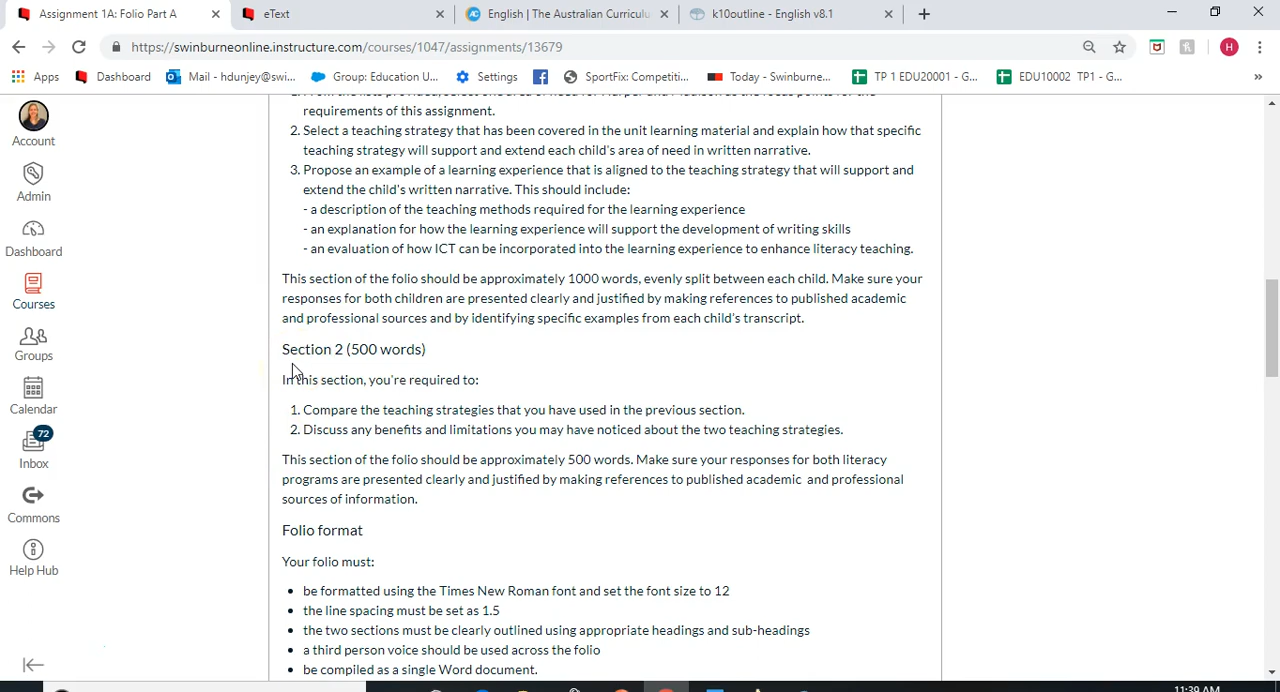 Assignment 1A: Folio Part A
eText
English | The Australian Curriculu
k10outline - English v8.1
https://swinburneonline.instructure.com/courses/1047/assignments/13679
H
Apps
Dashboard
Mail - hdunjey@swi...
Group: Education U...
Settings
SportFix: Competiti...
Today - Swinburne...
TP 1 EDU20001 - G...
EDU10002 TP1 - G...
»
Account
Admin
Dashboard
Courses
Groups
Calendar
72
Inbox
Commons
Help Hub
requirements of this assignment.
2. Select a teaching strategy that has been covered in the unit learning material and explain how that specific
teaching strategy will support and extend each child's area of need in written narrative.
3. Propose an example of a learning experience that is aligned to the teaching strategy that will support and
extend the child's written narrative. This should include:
- a description of the teaching methods required for the learning experience
- an explanation for how the learning experience will support the development of writing skills
- an evaluation of how ICT can be incorporated into the learning experience to enhance literacy teaching.
This section of the folio should be approximately 1000 words, evenly split between each child. Make sure your
responses for both children are presented clearly and justified by making references to published academic
and professional sources and by identifying specific examples from each child's transcript.
Section 2 (500 words)
In this section, you're required to:
1. Compare the teaching strategies that you have used in the previous section.
2. Discuss any benefits and limitations you may have noticed about the two teaching strategies.
This section of the folio should be approximately 500 words. Make sure your responses for both literacy
programs are presented clearly and justified by making references to published academic and professional
sources of information.
Folio format
Your folio must:
• be formatted using the Times New Roman font and set the font size to 12
• the line spacing must be set as 1.5
• the two sections must be clearly outlined using appropriate headings and sub-headings
• a third person voice should be used across the folio
• be compiled as a single Word document.
11:39 AM